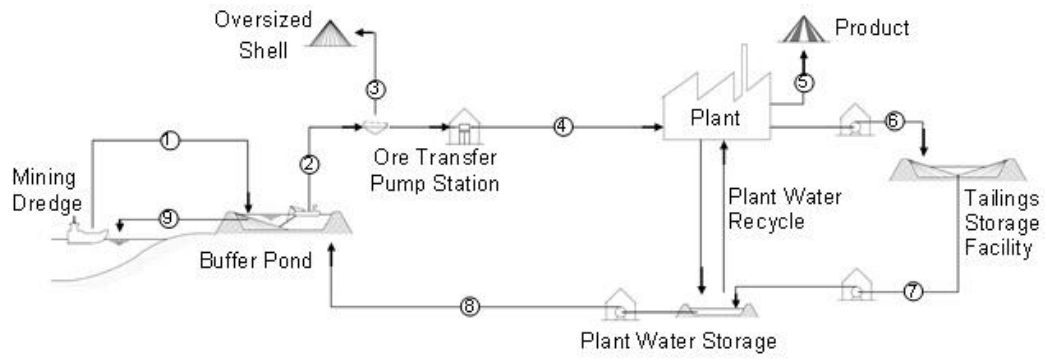 Oversized
Shell
Product
③
⑤
Plant
①
②
④
⑥
Ore Transfer
Pump Station
Mining
Dredge
Plant Water
Recycle
Tailings
Storage
Facility
⑨
Buffer Pond
⑧
⑦
Plant Water Storage